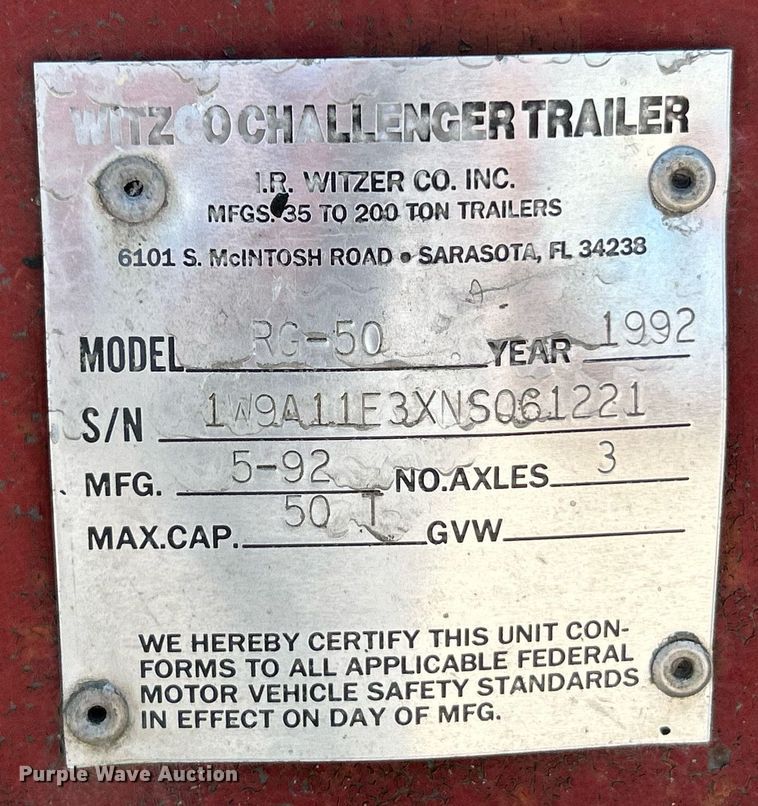 WITZCO CHALLENGER TRAILER
I.R. WITZER CO. INC.
MFGS. 35 TO 200 TON TRAILERS
6101 S. McINTOSH ROAD • SARASOTA, FL 34238
MODEL RG-50 YEAR 1992
S/N 1W9A11E3XNS061221
MFG. 5-92 NO.AXLES 3
MAX.CAP. 50 T GVW
WE HEREBY CERTIFY THIS UNIT CON-
FORMS TO ALL APPLICABLE FEDERAL
MOTOR VEHICLE SAFETY STANDARDS
IN EFFECT ON DAY OF MFG.
Purple Wave Auction